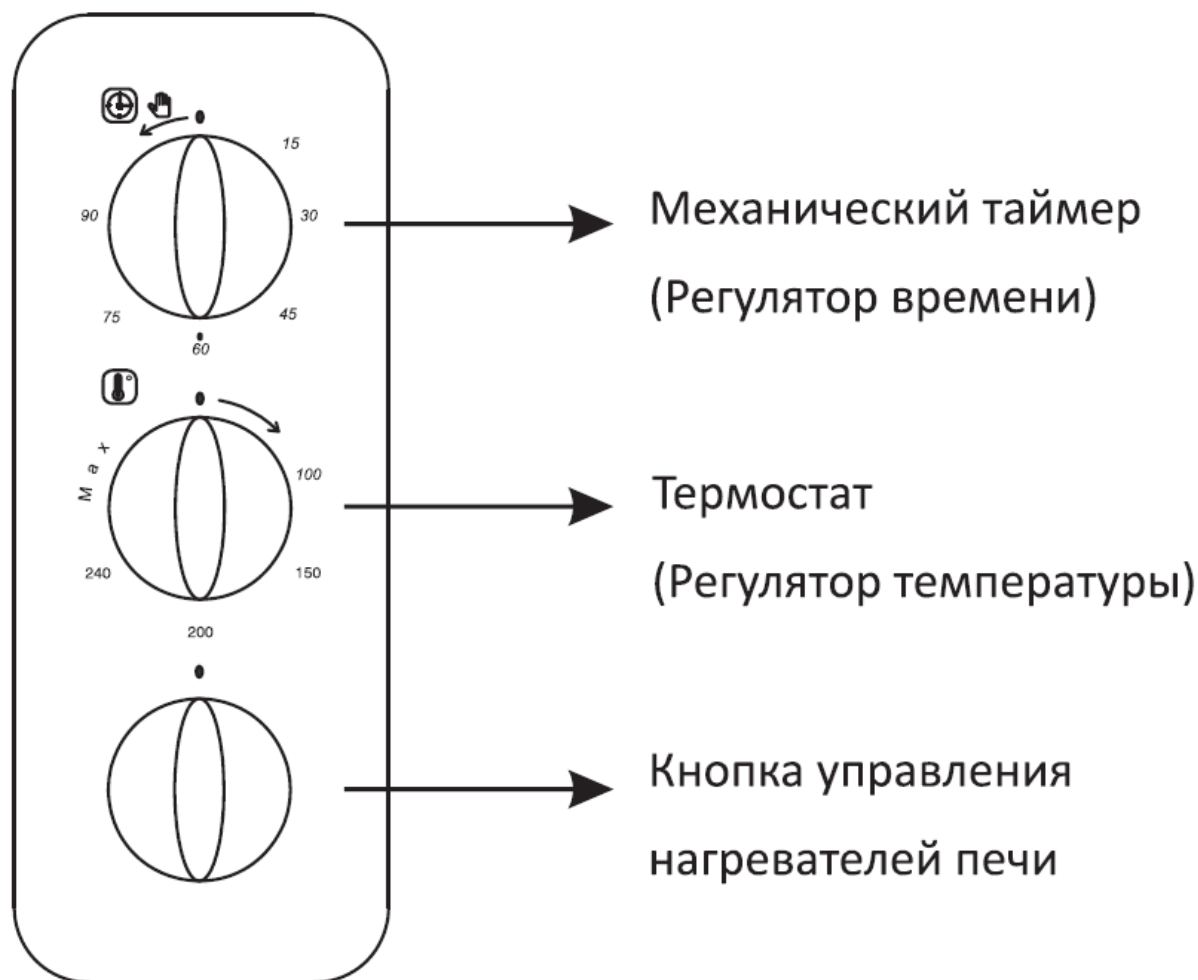 15
90
30
Механический таймер
(Регулятор времени)
75
45
60
Max
100
Термостат
240
150
(Регулятор температуры)
200
Кнопка управления
нагревателей печи